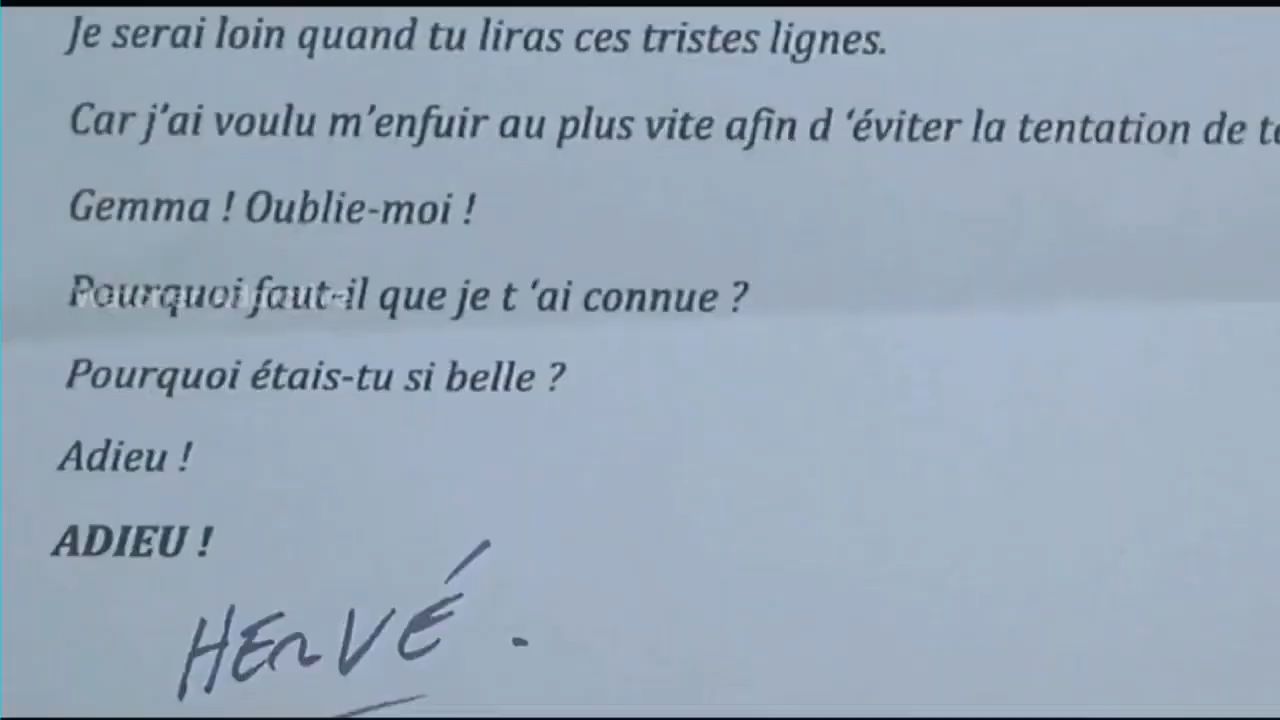 Je serai loin quand tu liras ces tristes lignes.
Car j’ai voulu m’enfuir au plus vite afin d ‘éviter la tentation de
Gemma ! Oublie-moi !
Pourquoi faut-il que je t ‘ai connue ?
Pourquoi étais-tu si belle ?
Adieu !
ADIEU !
HErVÉ.